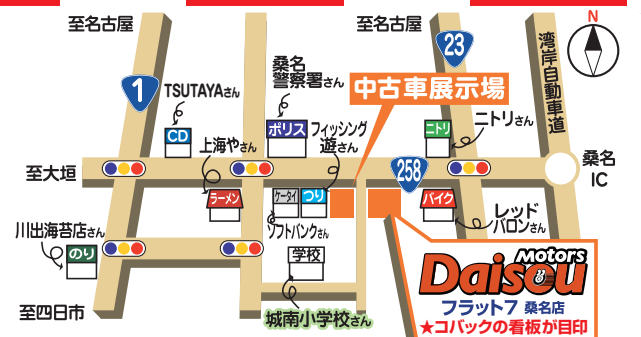 至名古屋
至名古屋
N
1
23
湾岸自動車道
TSUTAYAさん
桑名
警察署さん
中古車展示場
CD
ポリス
フィッシング
遊さん
ニトリ
ニトリさん
上海やさん
至大垣
258
桑名
IC
ラーメン
ケータイ
つり
バイク
川出海苔店さん
ソフトバンクさん
レッド
バロンさん
のり
学校
MOTORS
Daisou
フラット7 桑名店
★コバックの看板が目印
至四日市
城南小学校さん